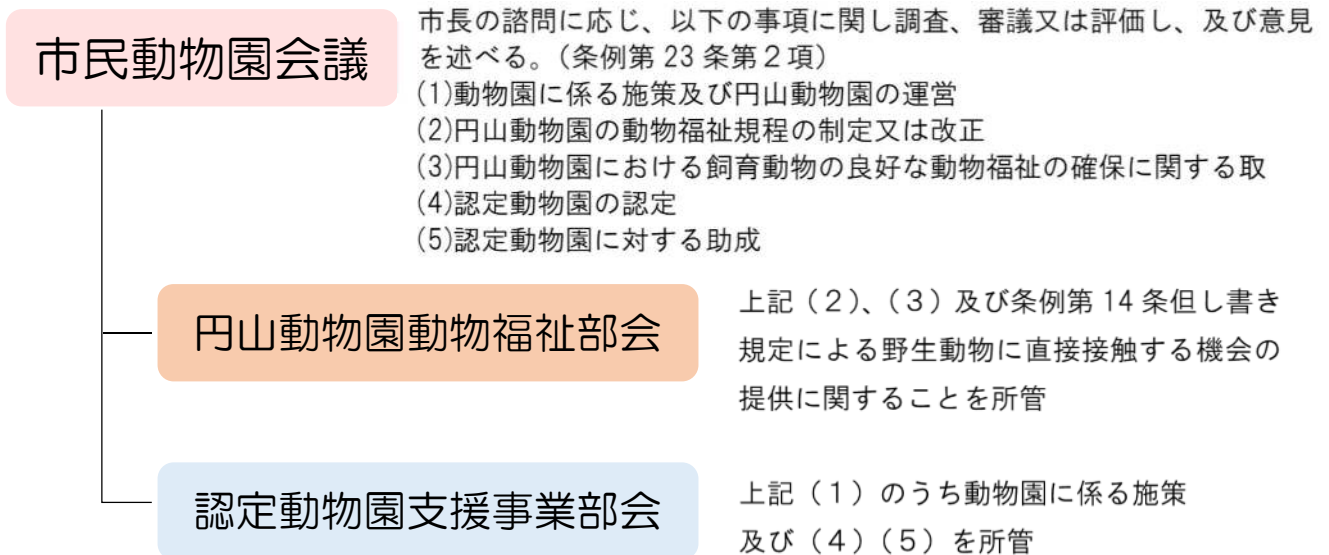 市民動物園会議
市長の諮問に応じ、以下の事項に関し調査、審議又は評価し、及び意見
を述べる。（条例第 23 条第２項）
(1)動物園に係る施策及び円山動物園の運営
(2)円山動物園の動物福祉規程の制定又は改正
(3)円山動物園における飼育動物の良好な動物福祉の確保に関する取
(4)認定動物園の認定
(5)認定動物園に対する助成
円山動物園動物福祉部会
上記（２）、（３）及び条例第 14 条但し書き
規定による野生動物に直接接触する機会の
提供に関することを所管
認定動物園支援事業部会
上記（１）のうち動物園に係る施策
及び（４）（５）を所管